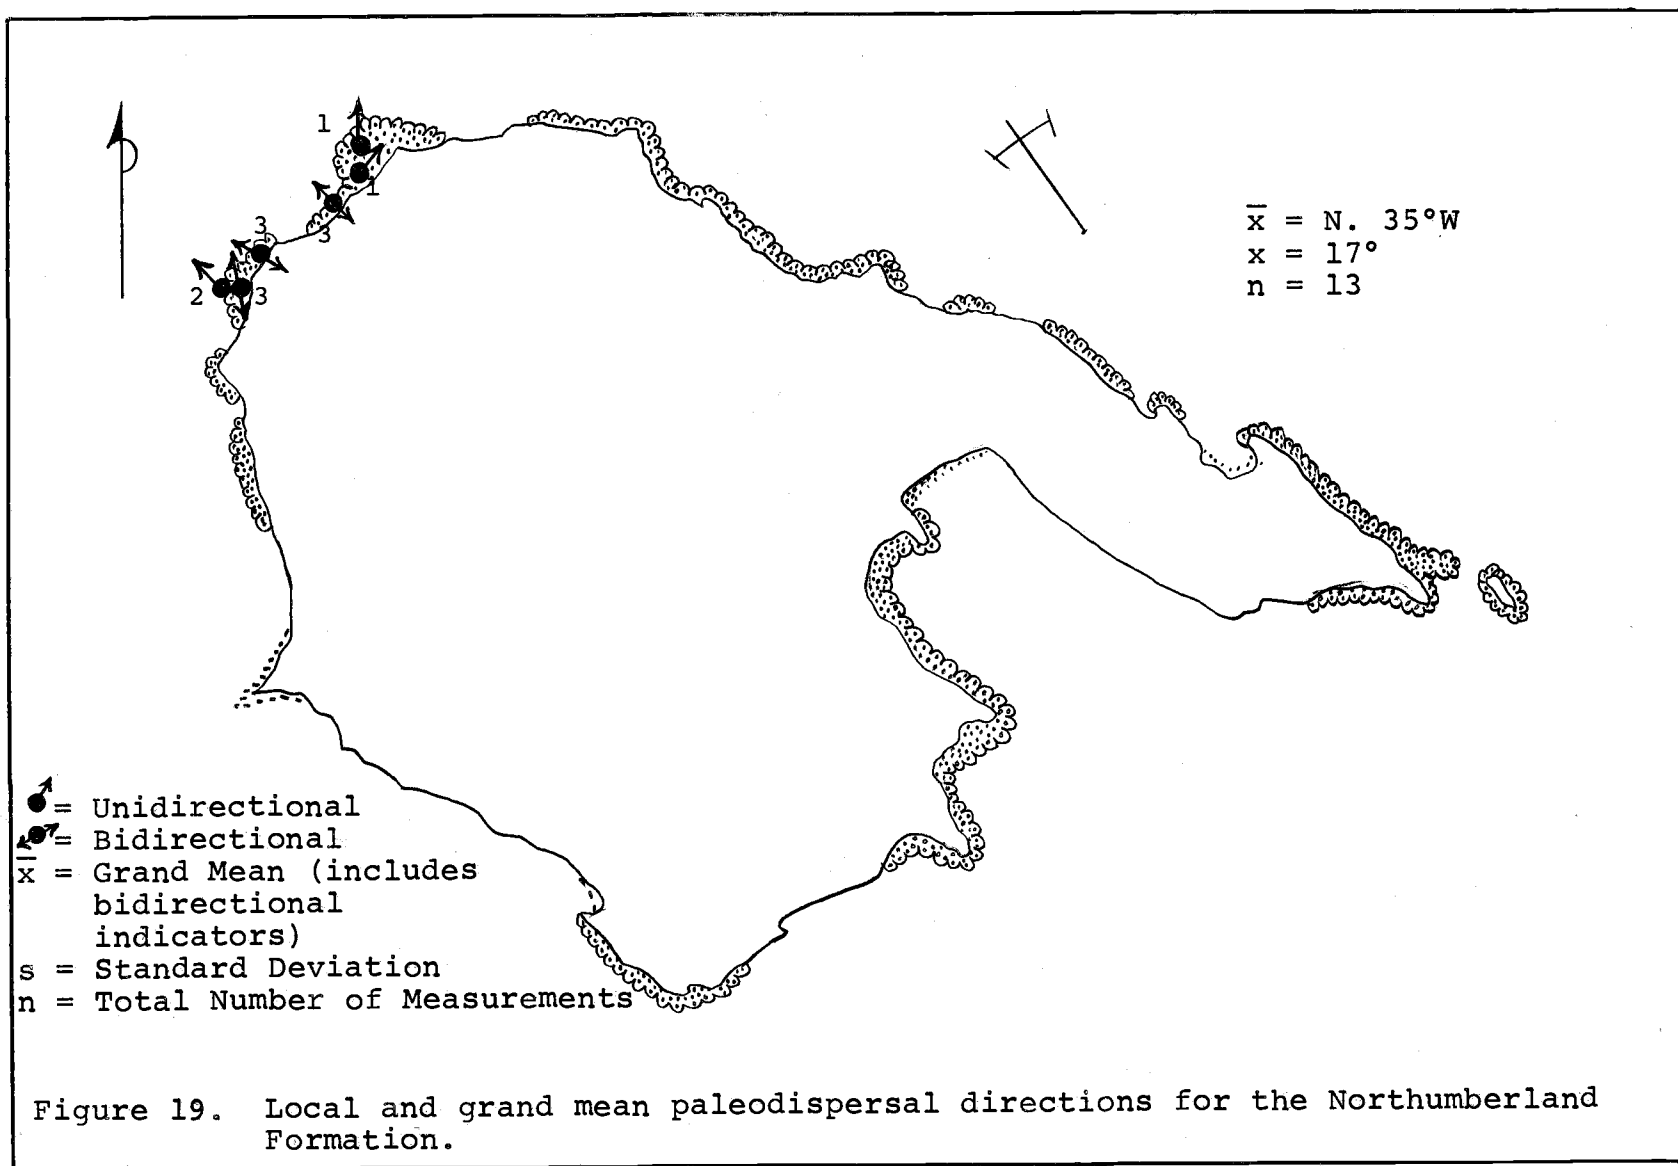 1
1
3
3
2
3
x̄ = N. 35°W
x = 17°
n = 13
= Unidirectional
= Bidirectional
x̄ = Grand Mean (includes
bidirectional
indicators)
s = Standard Deviation
n = Total Number of Measurements
Figure 19. Local and grand mean paleodispersal directions for the Northumberland
Formation.